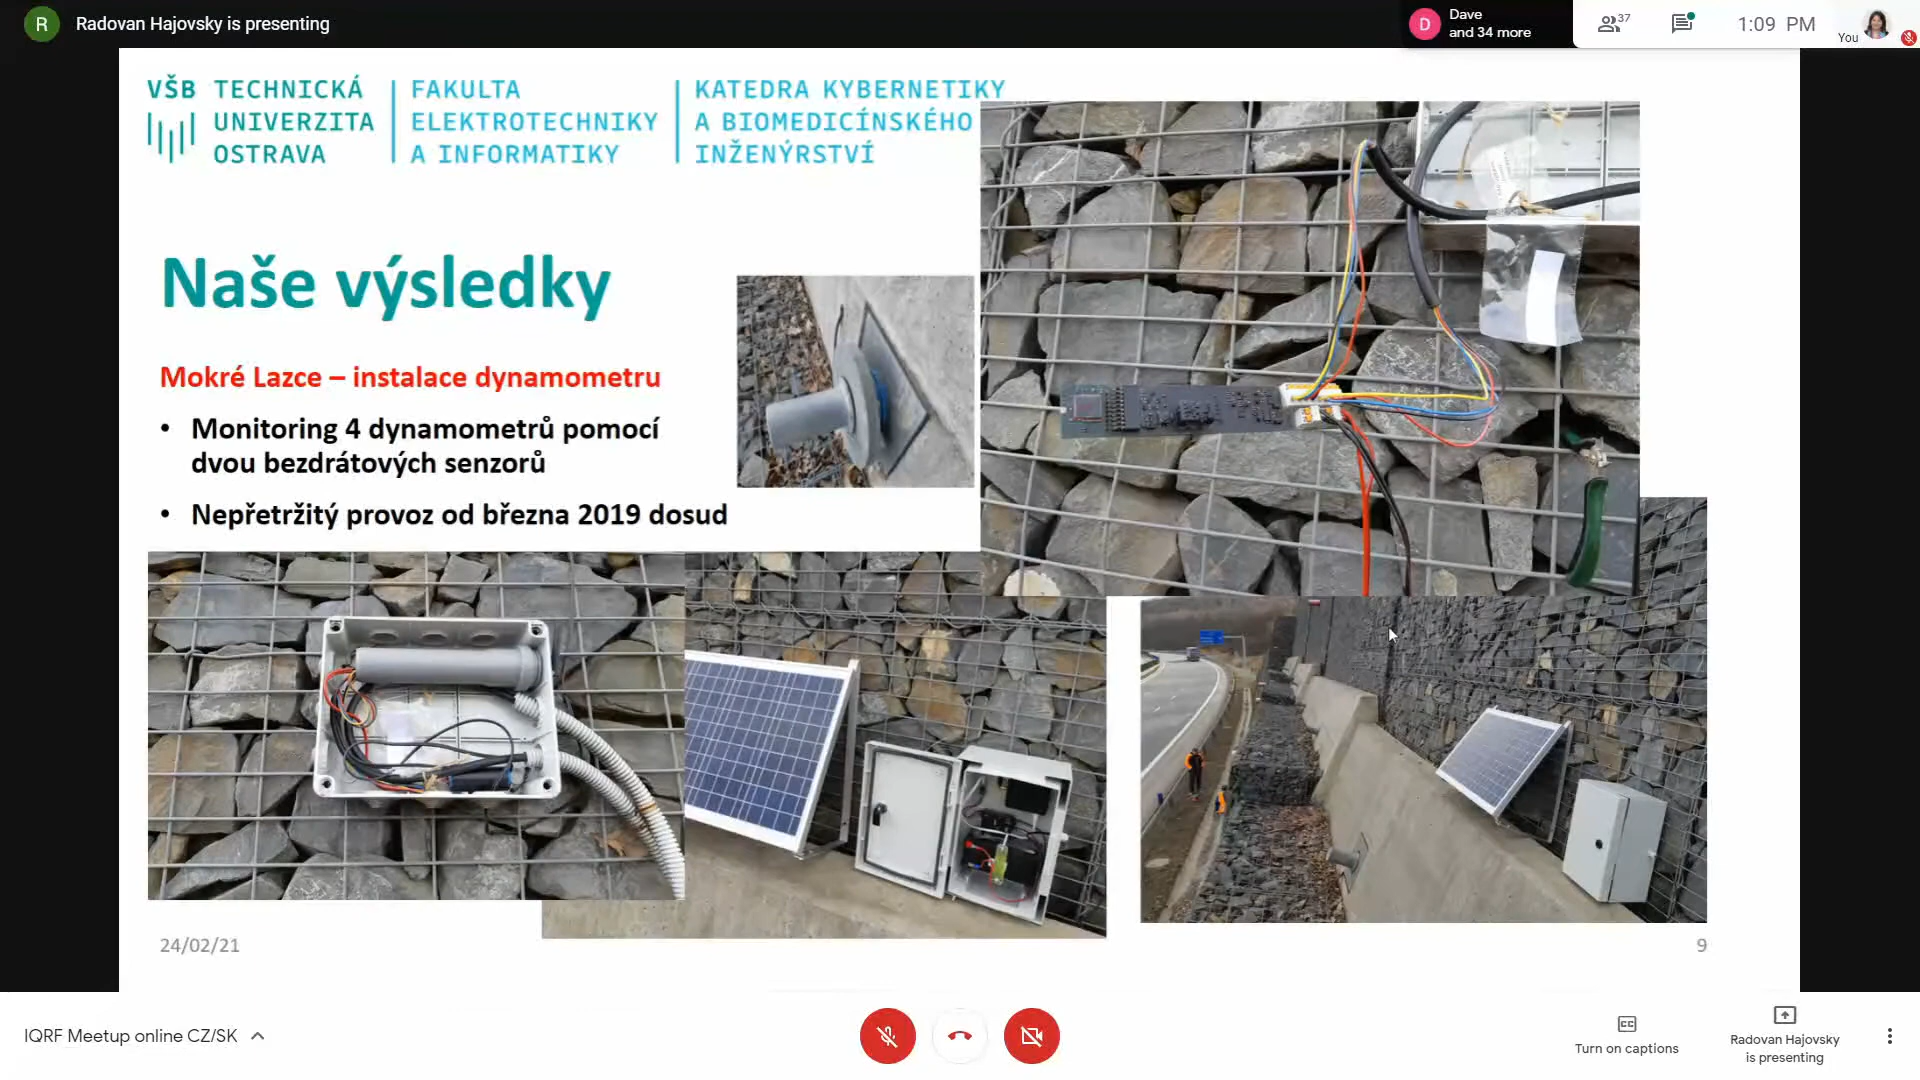 R
Radovan Hajovsky is presenting
D
Dave
and 34 more
37
1:09 PM
You
VŠB TECHNICKÁ
UNIVERZITA
OSTRAVA
FAKULTA
ELEKTROTECHNIKY
A INFORMATIKY
KATEDRA KYBERNETIKY
A BIOMEDICÍNSKÉHO
INŽENÝRSTVÍ
Naše výsledky
Mokré Lazce – instalace dynamometru
• Monitoring 4 dynamometrů pomocí
dvou bezdrátových senzorů
• Nepřetržitý provoz od března 2019 dosud
24/02/21
9
IQRF Meetup online CZ/SK
CC
Turn on captions
Radovan Hajovsky
is presenting